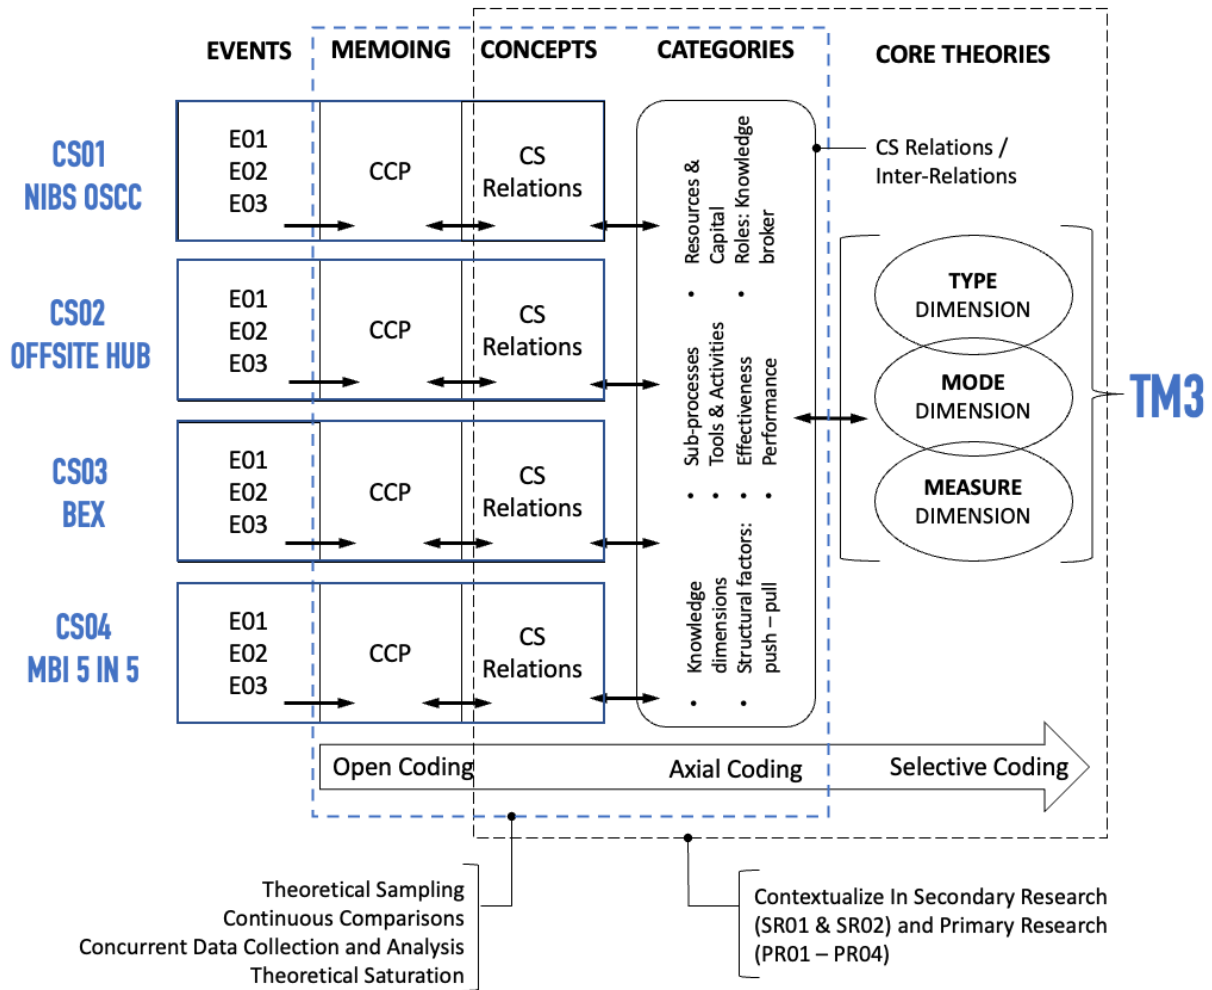 EVENTS
MEMOING
CONCEPTS
CATEGORIES
CORE THEORIES
CS01
NIBS OSCC
E01
E02
E03
CCP
CS
Relations
CS02
OFFSITE HUB
E01
E02
E03
CCP
CS
Relations
CS03
BEX
E01
E02
E03
CCP
CS
Relations
CS04
MBI 5 IN 5
E01
E02
E03
CCP
CS
Relations
• Resources &
Capital
• Roles: Knowledge
broker
• Sub-processes
• Tools & Activities
• Effectiveness
• Performance
• Knowledge
dimensions
• Structural factors:
push – pull
CS Relations /
Inter-Relations
TYPE
DIMENSION
MODE
DIMENSION
MEASURE
DIMENSION
TM3
Open Coding
Axial Coding
Selective Coding
Theoretical Sampling
Continuous Comparisons
Concurrent Data Collection and Analysis
Theoretical Saturation
Contextualize In Secondary Research
(SR01 & SR02) and Primary Research
(PR01 – PR04)